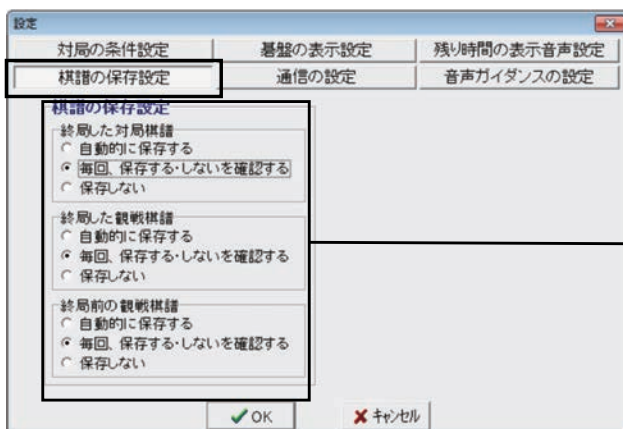 設定
対局の条件設定 碁盤の表示設定 残り時間の表示音声設定
棋譜の保存設定 通信の設定 音声ガイダンスの設定
棋譜の保存設定
終局した対局棋譜
自動的に保存する
毎回、保存する・しないを確認する
保存しない
終局した観戦棋譜
自動的に保存する
毎回、保存する・しないを確認する
保存しない
終局前の観戦棋譜
自動的に保存する
毎回、保存する・しないを確認する
保存しない
OK キャンセル